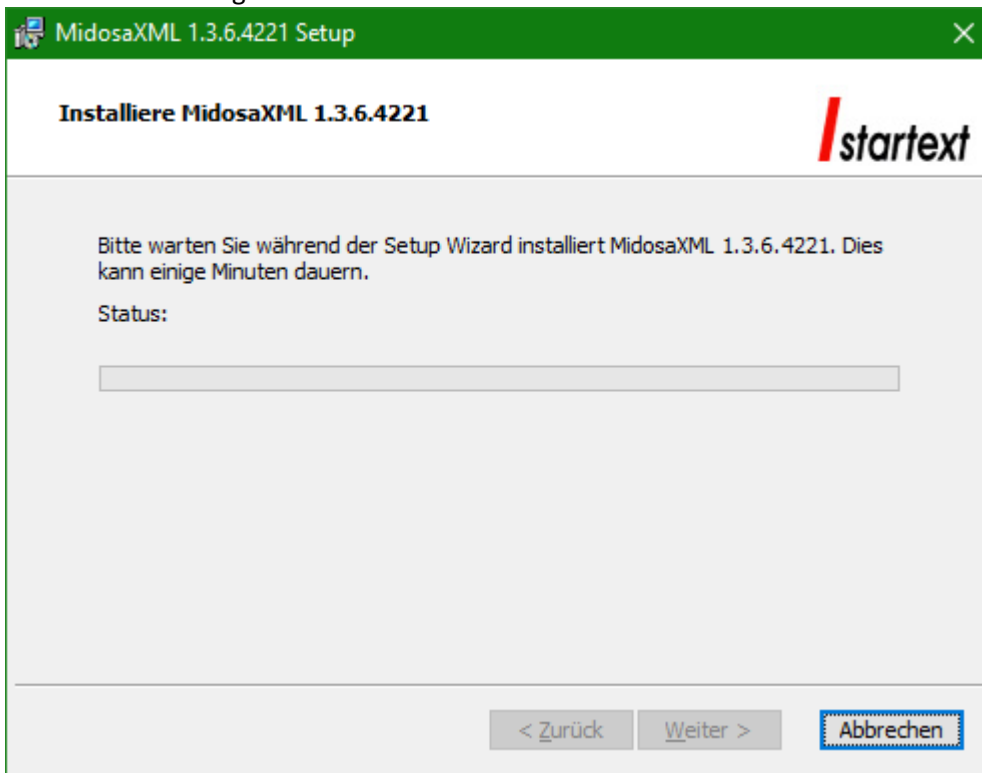 MidosaXML 1.3.6.4221 Setup
Installiere MidosaXML 1.3.6.4221
startext
Bitte warten Sie während der Setup Wizard installiert MidosaXML 1.3.6.4221. Dies
kann einige Minuten dauern.
Status:
< Zurück Weiter > Abbrechen